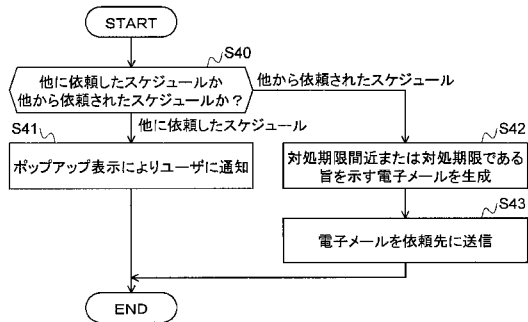 START
S40
他に依頼したスケジュールか
他から依頼されたスケジュールか？
他から依頼されたスケジュール
S41
他に依頼したスケジュール
S42
ポップアップ表示によりユーザに通知
対処期限間近または対処期限である
旨を示す電子メールを生成
S43
電子メールを依頼先に送信
END